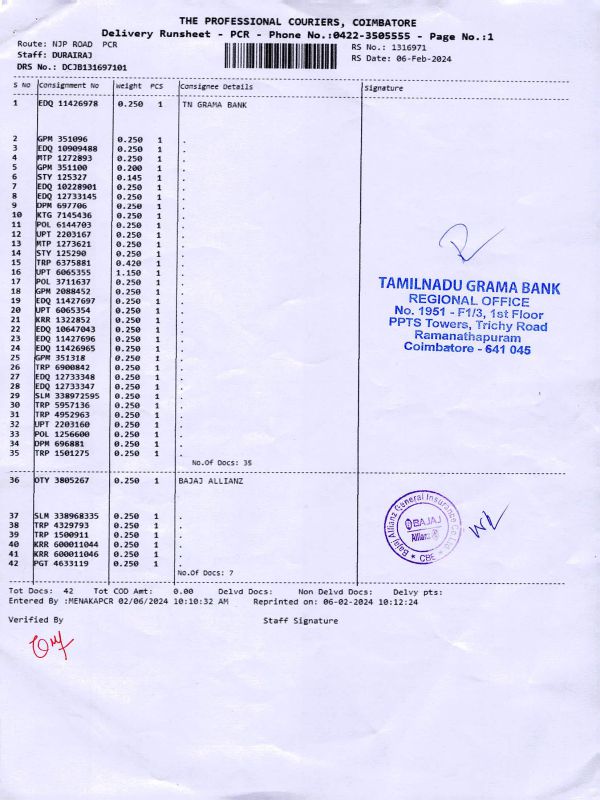 THE PROFESSIONAL COURIERS, COIMBATORE
Delivery Runsheet - PCR - Phone No.:0422-3505555 - Page No.:1
Route: NJP ROAD PCR
RS No.: 1316971
Staff: DURAIRAJ
RS Date: 06-Feb-2024
DRS No.: DCJB131697101
S No Consignment No Weight PCS Consignee Details Signature
1 EDQ 11426978 0.250 1 TN GRAMA BANK
2 GPM 351096 0.250 1 .
3 EDQ 10909488 0.250 1 .
4 MTP 1272893 0.250 1 .
5 GPM 351100 0.200 1 .
6 STY 125327 0.145 1 .
7 EDQ 10228901 0.250 1 .
8 EDQ 12733145 0.250 1 .
9 DPM 697706 0.250 1 .
10 KTG 7145436 0.250 1 .
11 POL 6144703 0.250 1 .
12 UPT 2203167 0.250 1 .
13 MTP 1273621 0.250 1 .
14 STY 125290 0.250 1 .
15 TRP 6375881 0.420 1 .
16 UPT 6065355 1.150 1 .
17 POL 3711637 0.250 1 .
18 GPM 2088452 0.250 1 .
19 EDQ 11427697 0.250 1 .
20 UPT 6065354 0.250 1 .
21 KRR 1322852 0.250 1 .
22 EDQ 10647043 0.250 1 .
23 EDQ 11427696 0.250 1 .
24 EDQ 11426965 0.250 1 .
25 GPM 351318 0.250 1 .
26 TRP 6900842 0.250 1 .
27 EDQ 12733348 0.250 1 .
28 EDQ 12733347 0.250 1 .
29 SLM 338972595 0.250 1 .
30 TRP 5957136 0.250 1 .
31 TRP 4952963 0.250 1 .
32 UPT 2203160 0.250 1 .
33 POL 1256600 0.250 1 .
34 DPM 696881 0.250 1 .
35 TRP 1501275 0.250 1 .
No.Of Docs: 35
TAMILNADU GRAMA BANK
REGIONAL OFFICE
No. 1951 - F1/3, 1st Floor
PPTS Towers, Trichy Road
Ramanathapuram
Coimbatore - 641 045
36 OTY 3805267 0.250 1 BAJAJ ALLIANZ
37 SLM 338968335 0.250 1 .
38 TRP 4329793 0.250 1 .
39 TRP 1500911 0.250 1 .
40 KRR 600011044 0.250 1 .
41 KRR 600011046 0.250 1 .
42 PGT 4633119 0.250 1 .
No.Of Docs: 7
Bajaj Allianz General Insurance Co.Ltd.
BAJAJ
Allianz
* CBE *
Tot Docs: 42 Tot COD Amt: 0.00 Delvd Docs: Non Delvd Docs: Delvy pts:
Entered By :MENAKAPCR 02/06/2024 10:10:32 AM Reprinted on: 06-02-2024 10:12:24
Verified By Staff Signature